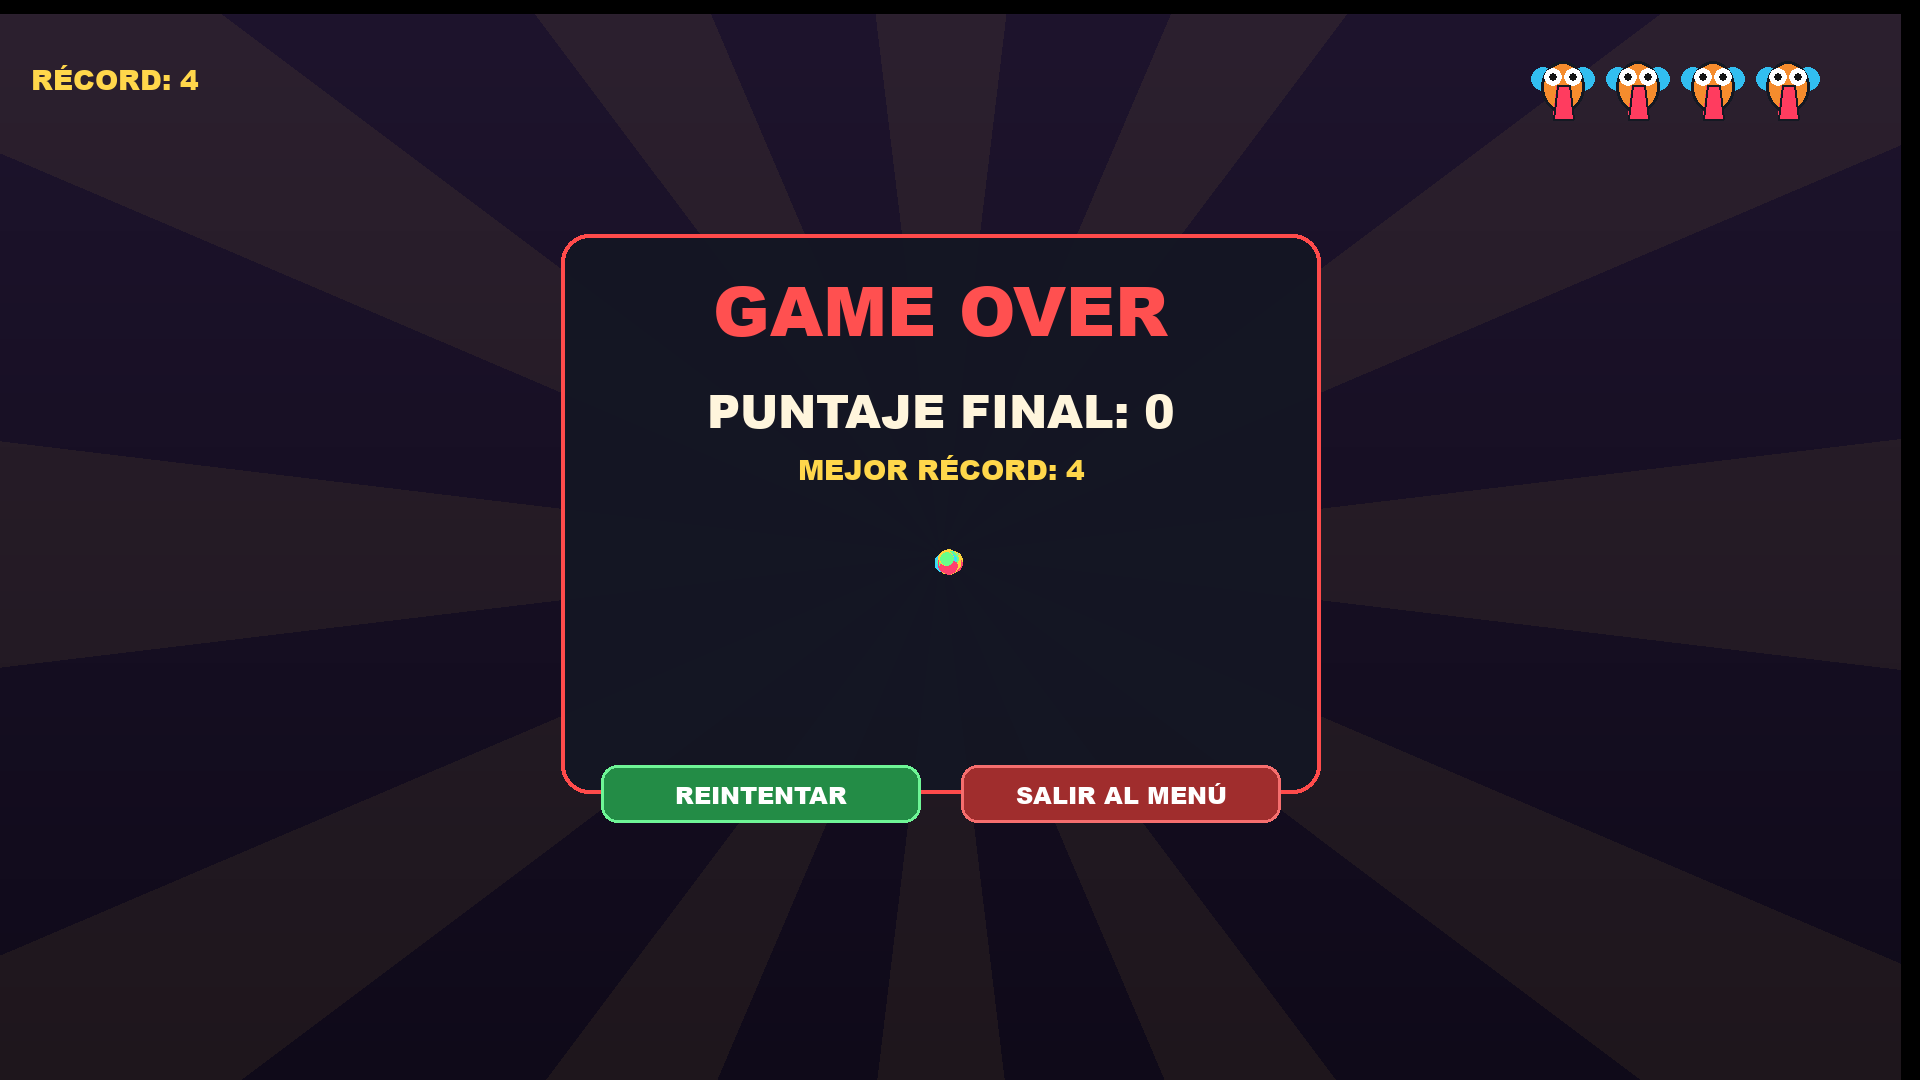 RÉCORD: 4
GAME OVER
PUNTAJE FINAL: 0
MEJOR RÉCORD: 4
REINTENTAR
SALIR AL MENÚ